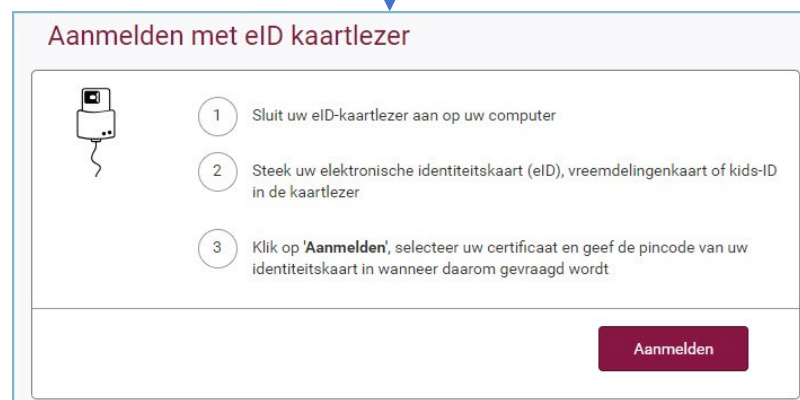 Aanmelden met eID kaartlezer
1 Sluit uw eID-kaartlezer aan op uw computer
2 Steek uw elektronische identiteitskaart (eID), vreemdelingenkaart of kids-ID
in de kaartlezer
3 Klik op 'Aanmelden', selecteer uw certificaat en geef de pincode van uw
identiteitskaart in wanneer daarom gevraagd wordt
Aanmelden